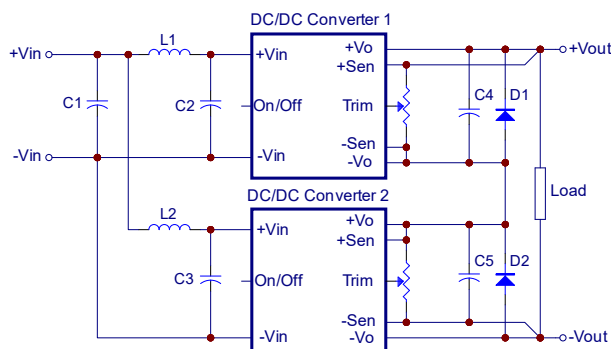 DC/DC Converter 1
+Vin
L1
+Vin
+Vo
+Vout
+Sen
C1
C2
On/Off
Trim
C4
D1
-Sen
-Vin
-Vin
-Vo
DC/DC Converter 2
Load
L2
+Vin
+Vo
+Sen
C3
On/Off
Trim
C5
D2
-Sen
-Vin
-Vo
-Vout